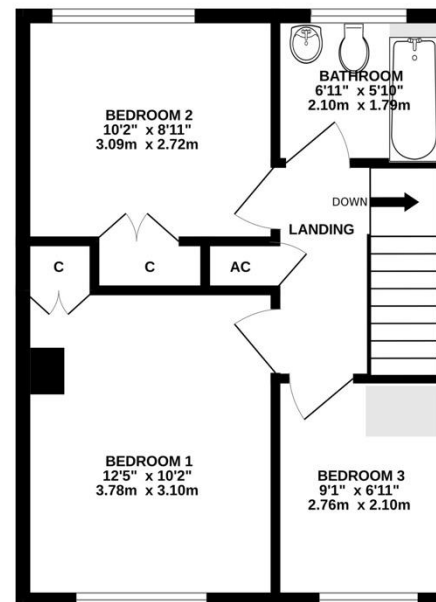 BEDROOM 2
10'2" x 8'11"
3.09m x 2.72m
BATHROOM
6'11" x 5'10"
2.10m x 1.79m
DOWN
LANDING
C
C
AC
BEDROOM 1
12'5" x 10'2"
3.78m x 3.10m
BEDROOM 3
9'1" x 6'11"
2.76m x 2.10m